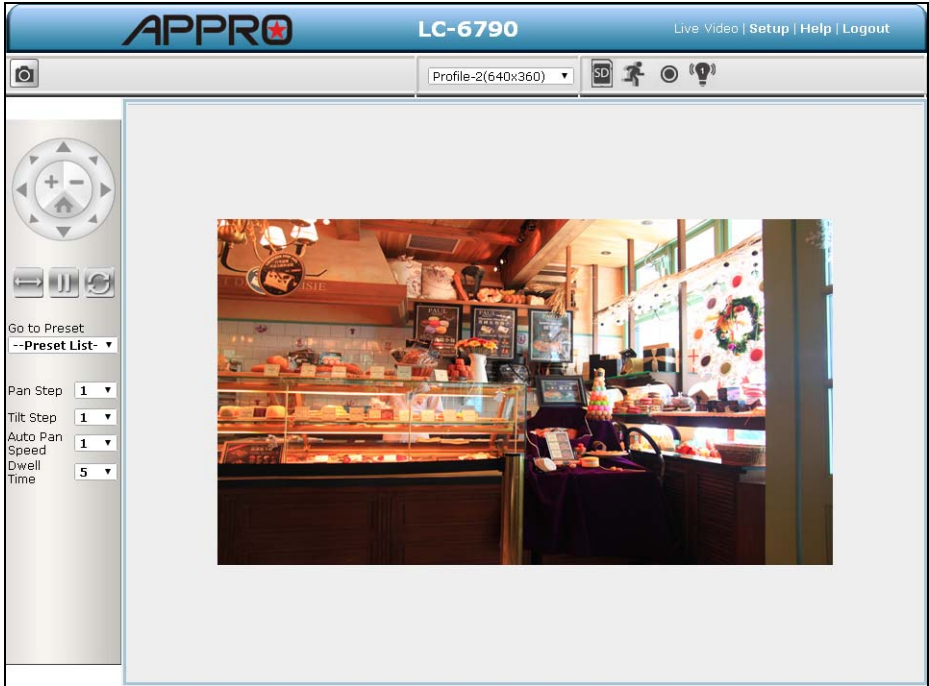 APPRO
LC-6790
Live Video | Setup | Help | Logout
Profile-2(640x360)
SD
1
Go to Preset
--Preset List-
Pan Step 1
Tilt Step 1
Auto Pan
Speed 1
Dwell
Time 5
PAUL
PAUL